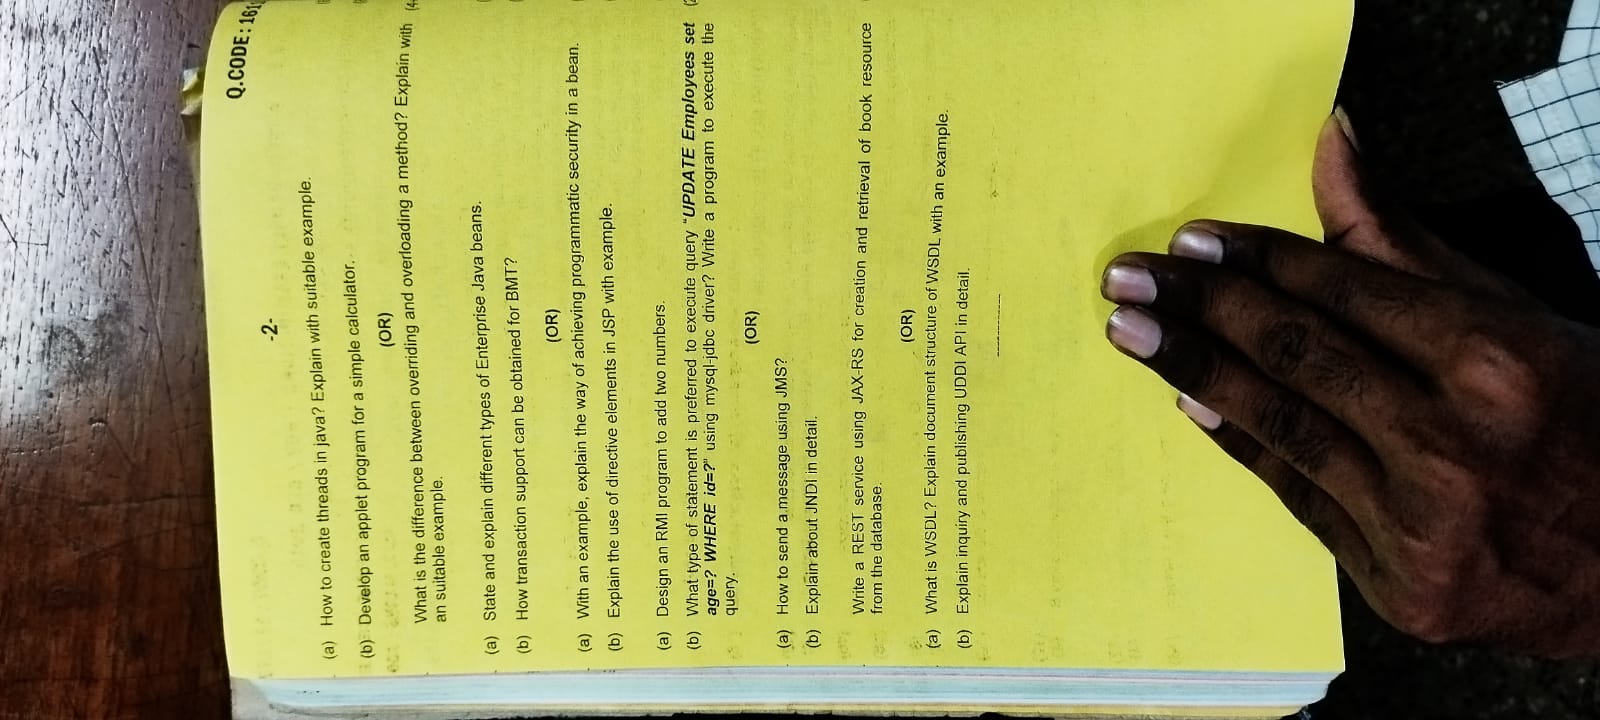 Q.CODE: 161
-2-
(a) How to create threads in java? Explain with suitable example.
(b) Develop an applet program for a simple calculator.
(OR)
What is the difference between overriding and overloading a method? Explain with (4
an suitable example.
(a) State and explain different types of Enterprise Java beans.
(b) How transaction support can be obtained for BMT?
(OR)
(a) With an example, explain the way of achieving programmatic security in a bean.
(b) Explain the use of directive elements in JSP with example.
(a) Design an RMI program to add two numbers.
(b) What type of statement is preferred to execute query “UPDATE Employees set
age=? WHERE id=?” using mysql-jdbc driver? Write a program to execute the
query.
(OR)
(a) How to send a message using JMS?
(b) Explain about JNDI in detail.
Write a REST service using JAX-RS for creation and retrieval of book resource
from the database.
(OR)
(a) What is WSDL? Explain document structure of WSDL with an example.
(b) Explain inquiry and publishing UDDI API in detail.
------------